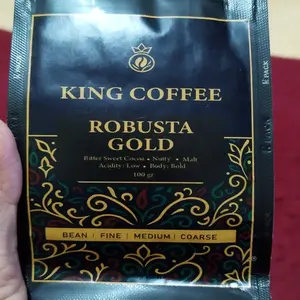 KING COFFEE
ROBUSTA
GOLD
Bitter Sweet Cocoa • Nutty • Malt
Acidity: Low • Body: Bold
100 gr
BEAN | FINE | MEDIUM | COARSE